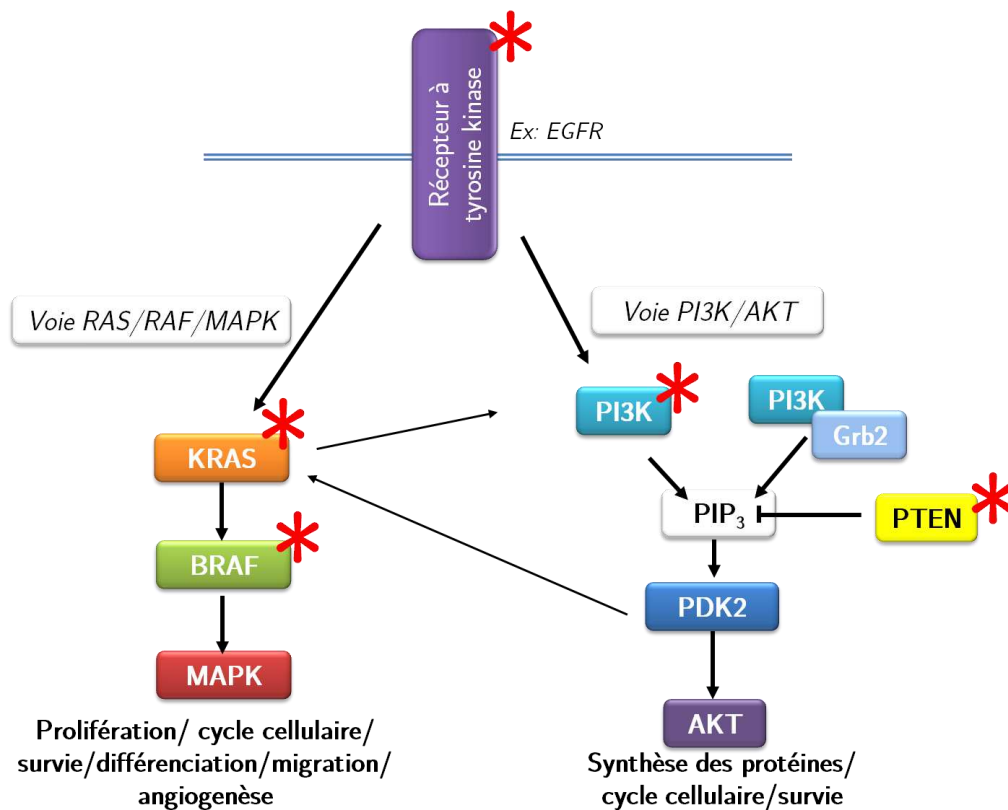 Récepteur à
tyrosine kinase
Ex: EGFR
Voie RAS/RAF/MAPK
Voie PI3K/AKT
PI3K
PI3K
Grb2
KRAS
PIP₃
PTEN
BRAF
PDK2
MAPK
AKT
Prolifération/ cycle cellulaire/
survie/différenciation/migration/
angiogenèse
Synthèse des protéines/
cycle cellulaire/survie